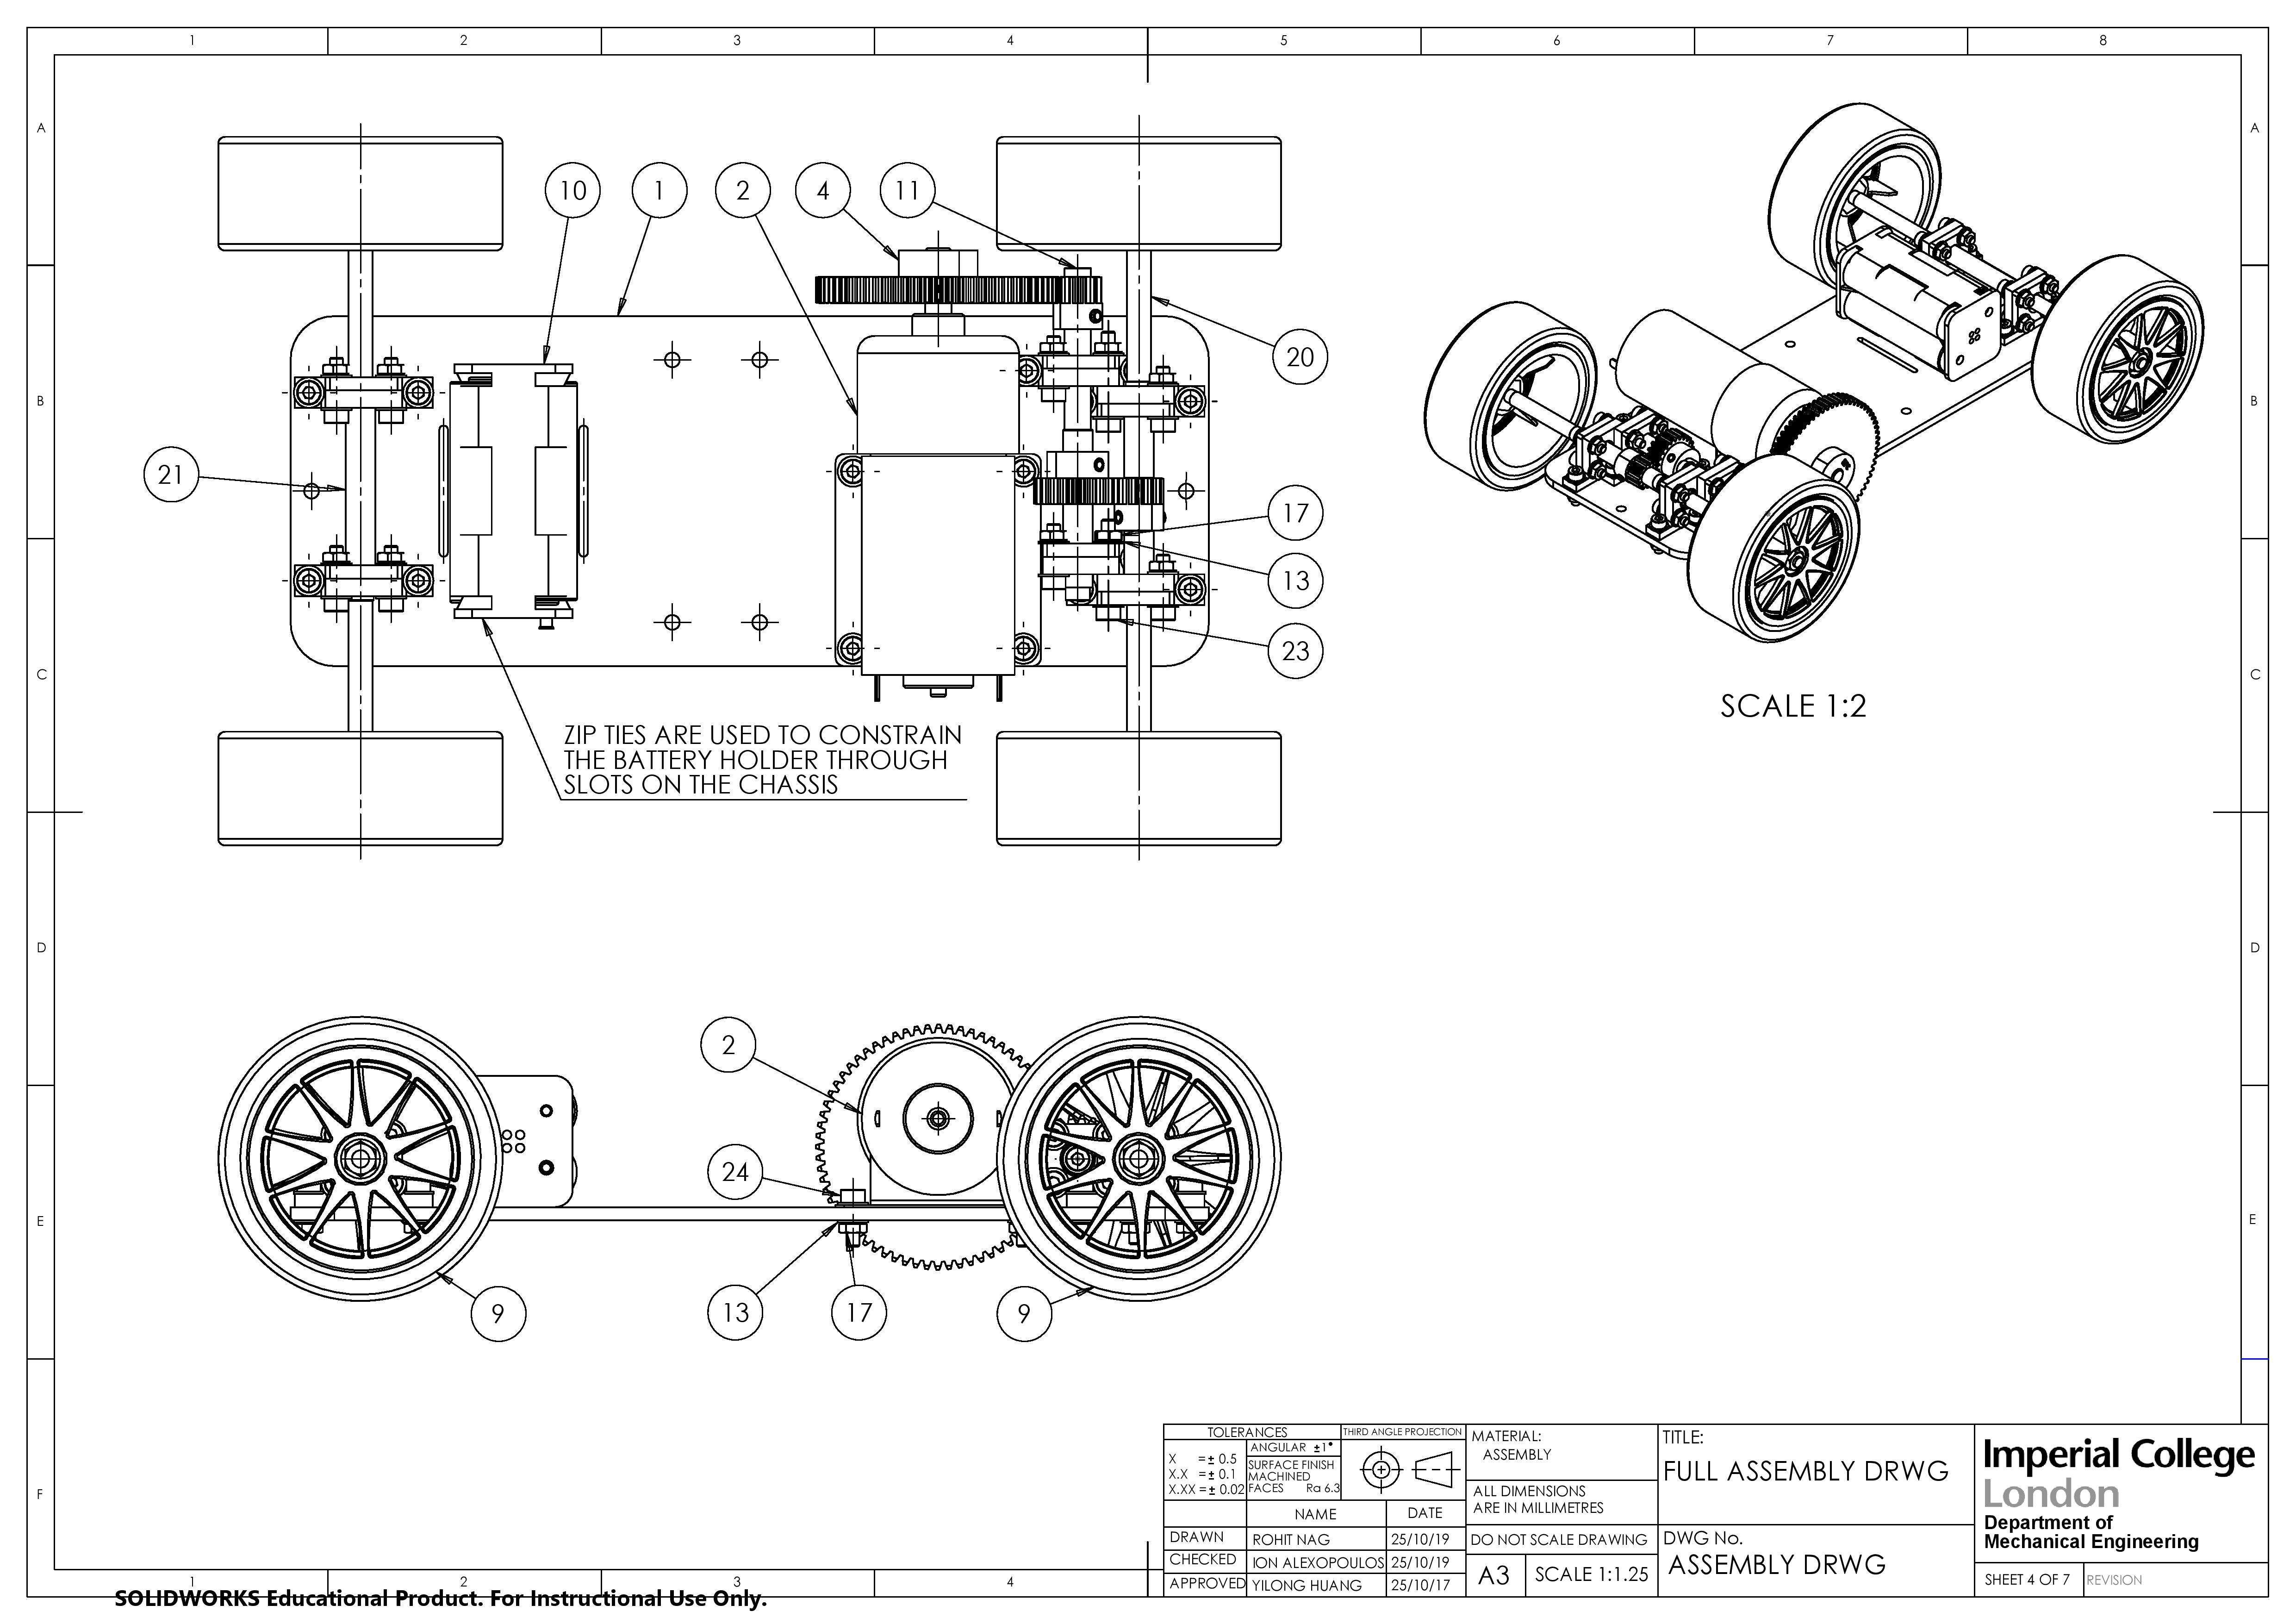 1 2 3 4 5 6 7 8
A A
10 1 2 4 11
20
B B
21
17
13
23
C C
SCALE 1:2
ZIP TIES ARE USED TO CONSTRAIN
THE BATTERY HOLDER THROUGH
SLOTS ON THE CHASSIS
D D
2
24
E E
9 13 17 9
F
TOLERANCES
X =± 0.5
X.X =± 0.1
X.XX =± 0.02
ANGULAR ±1°
SURFACE FINISH
MACHINED
FACES Ra 6.3
THIRD ANGLE PROJECTION
NAME DATE
DRAWN ROHIT NAG 25/10/19
CHECKED ION ALEXOPOULOS 25/10/19
APPROVED YILONG HUANG 25/10/17
MATERIAL:
ASSEMBLY
ALL DIMENSIONS
ARE IN MILLIMETRES
DO NOT SCALE DRAWING
A3 SCALE 1:1.25
TITLE:
FULL ASSEMBLY DRWG
DWG No.
ASSEMBLY DRWG
Imperial College
London
Department of
Mechanical Engineering
SHEET 4 OF 7 REVISION
1 2 3 4
SOLIDWORKS Educational Product. For Instructional Use Only.